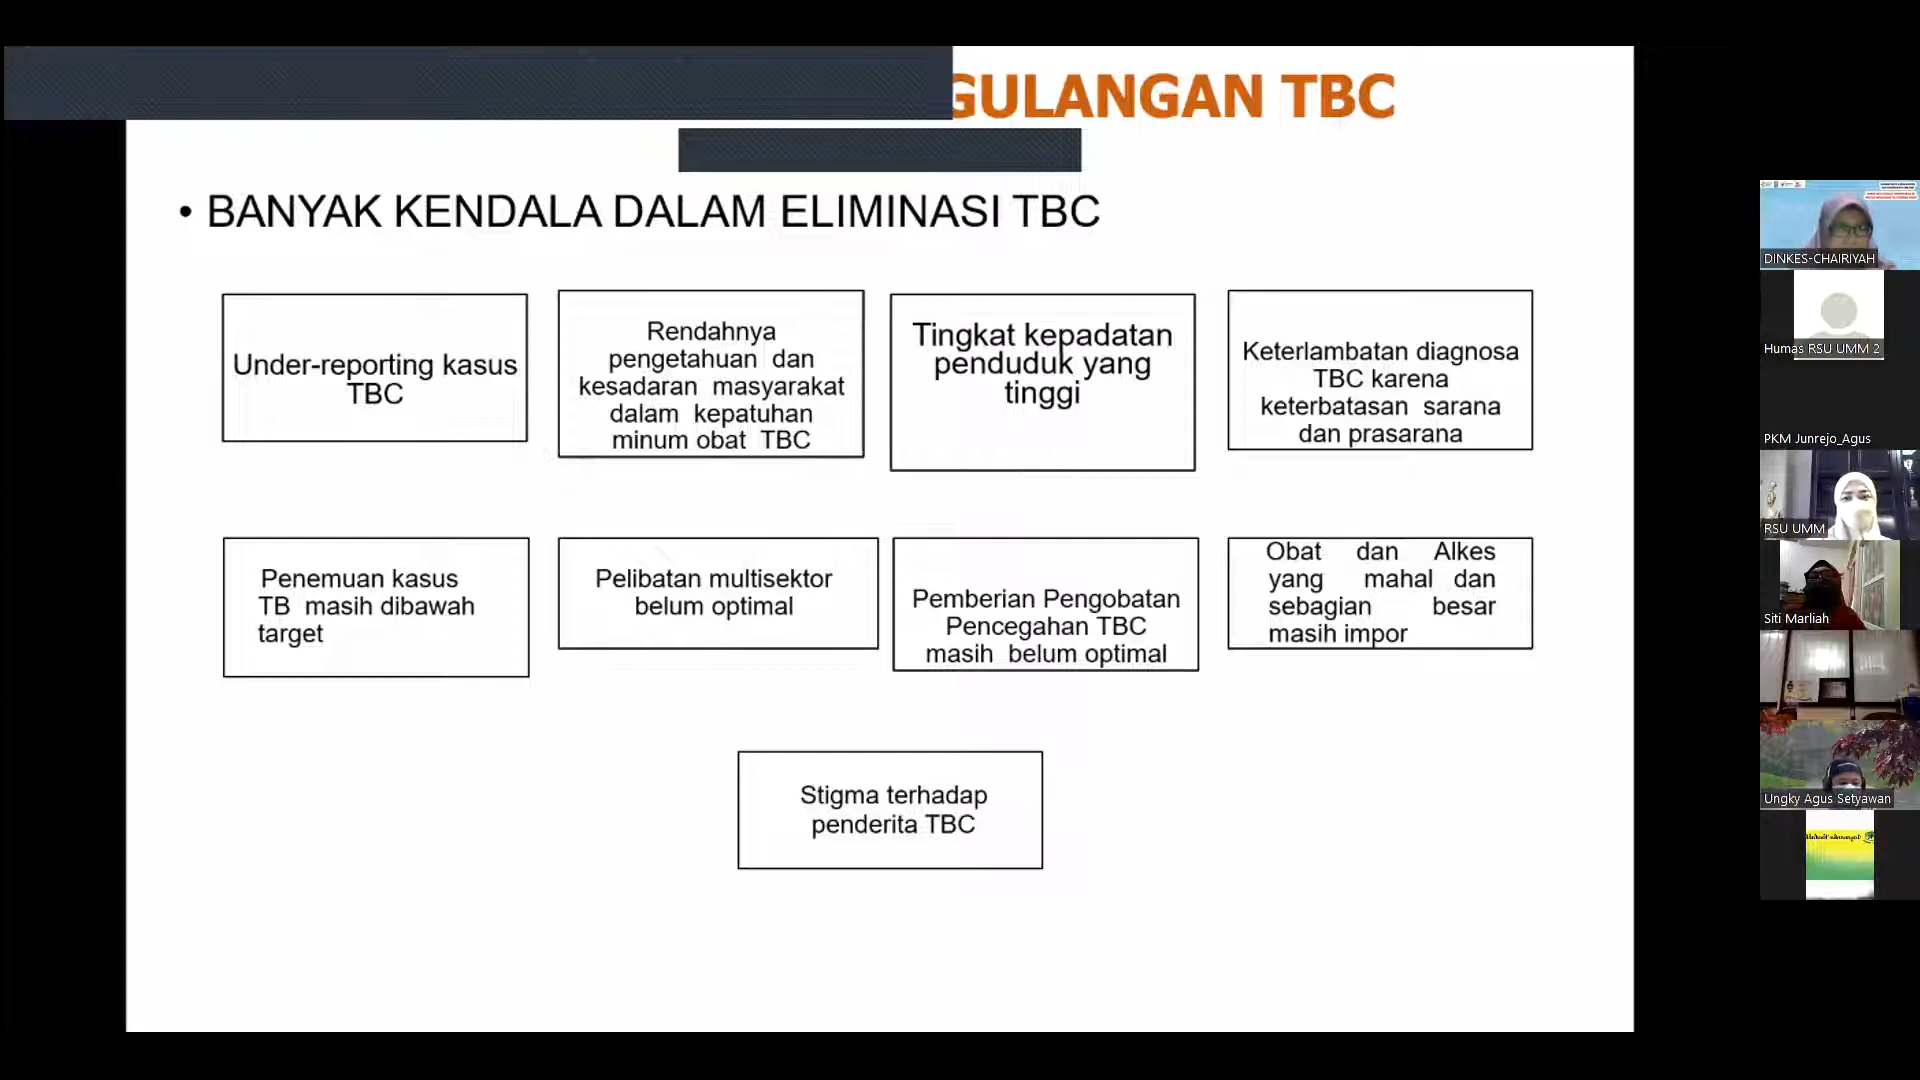 GULANGAN TBC
• BANYAK KENDALA DALAM ELIMINASI TBC
Under-reporting kasus
TBC
Rendahnya
pengetahuan dan
kesadaran masyarakat
dalam kepatuhan
minum obat TBC
Tingkat kepadatan
penduduk yang
tinggi
Keterlambatan diagnosa
TBC karena
keterbatasan sarana
dan prasarana
Penemuan kasus
TB masih dibawah
target
Pelibatan multisektor
belum optimal
Pemberian Pengobatan
Pencegahan TBC
masih belum optimal
Obat dan Alkes
yang mahal dan
sebagian besar
masih impor
Stigma terhadap
penderita TBC
DINKES-CHAIRIYAH
Humas RSU UMM 2
PKM Junrejo_Agus
RSU UMM
Siti Marliah
Ungky Agus Setyawan